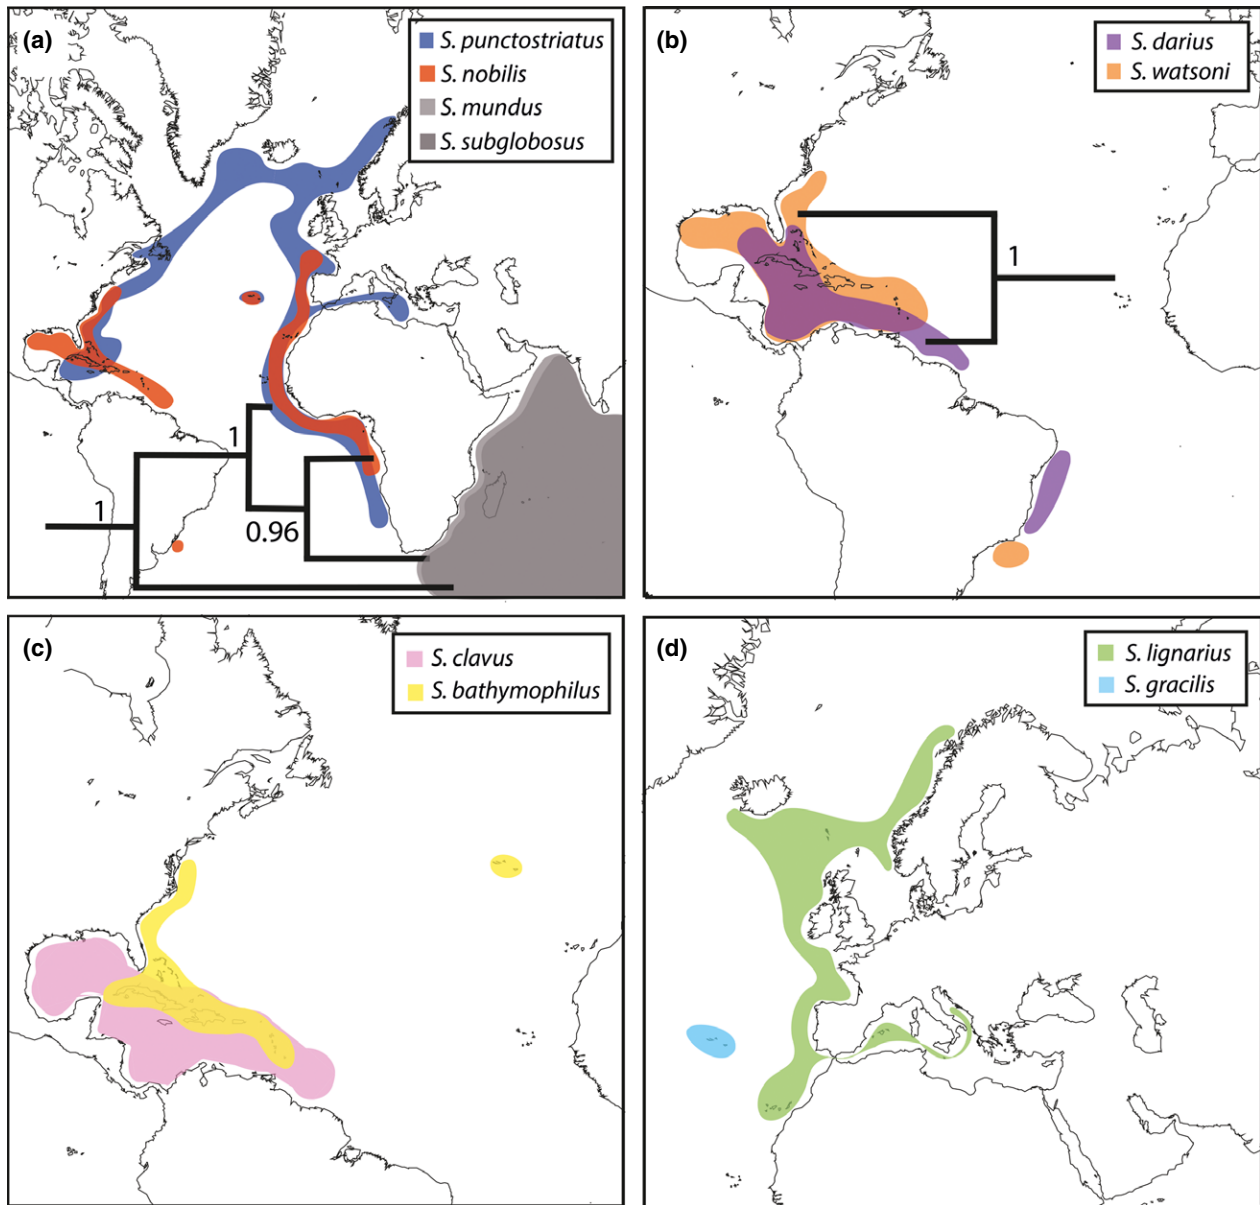 (a)
S. punctostriatus
S. nobilis
S. mundus
S. subglobosus
1
1
0.96
(b)
S. darius
S. watsoni
1
(c)
S. clavus
S. bathymophilus
(d)
S. lignarius
S. gracilis